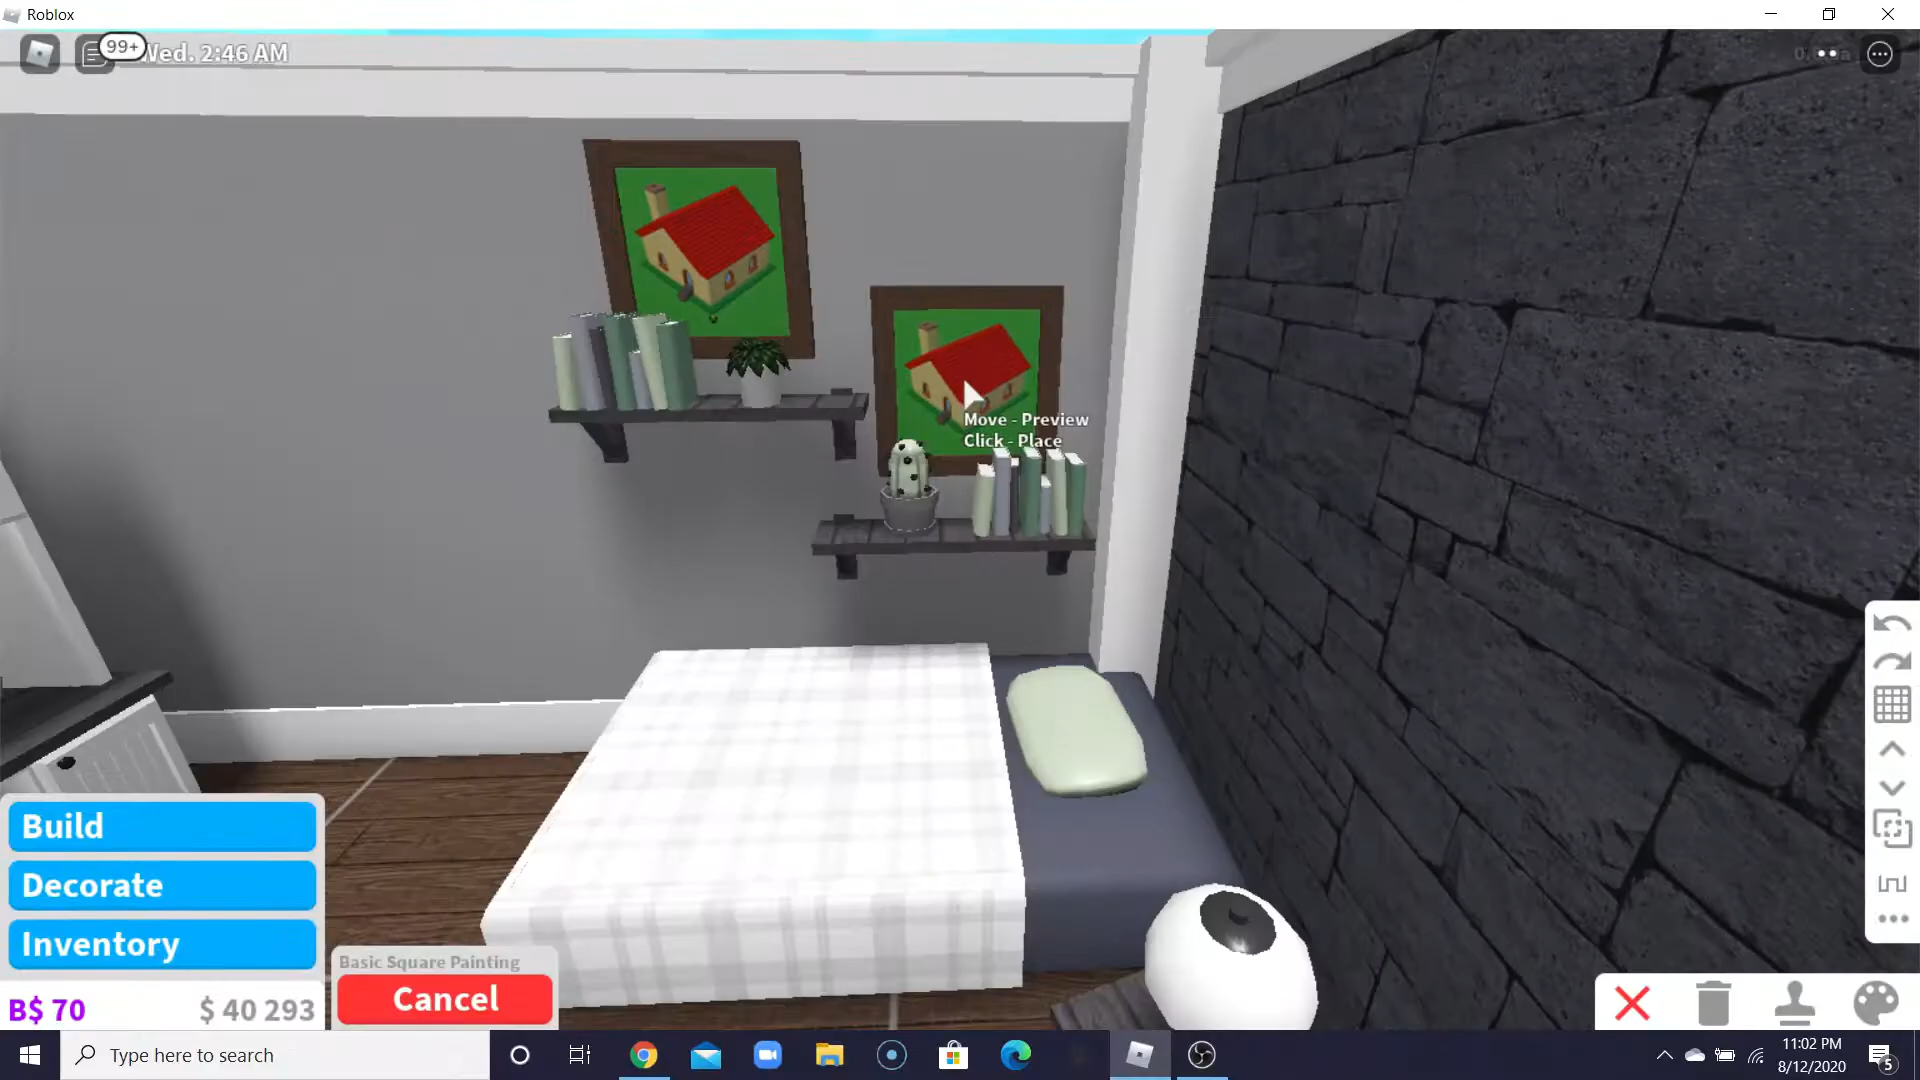 Roblox
99+
Wed. 2:46 AM
Move - Preview
Click - Place
Build
Decorate
Inventory
Basic Square Painting
Cancel
B$ 70
$ 40 293
Type here to search
11:02 PM
8/12/2020
5